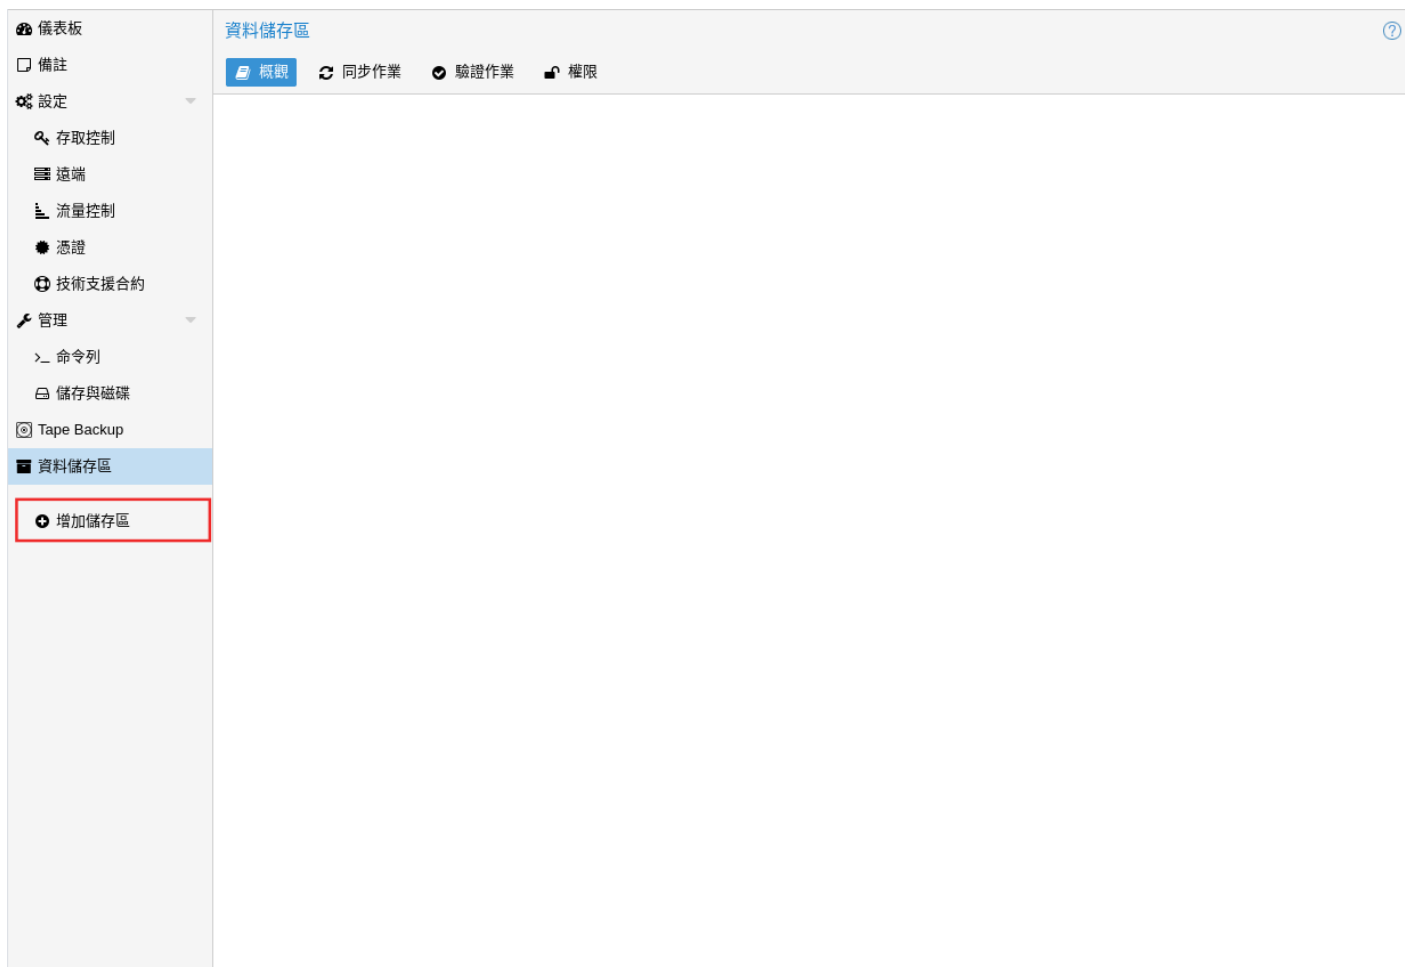 儀表板
備註
設定
存取控制
遠端
流量控制
憑證
技術支援合約
管理
命令列
儲存與磁碟
Tape Backup
資料儲存區
增加儲存區
資料儲存區
概觀 同步作業 驗證作業 權限